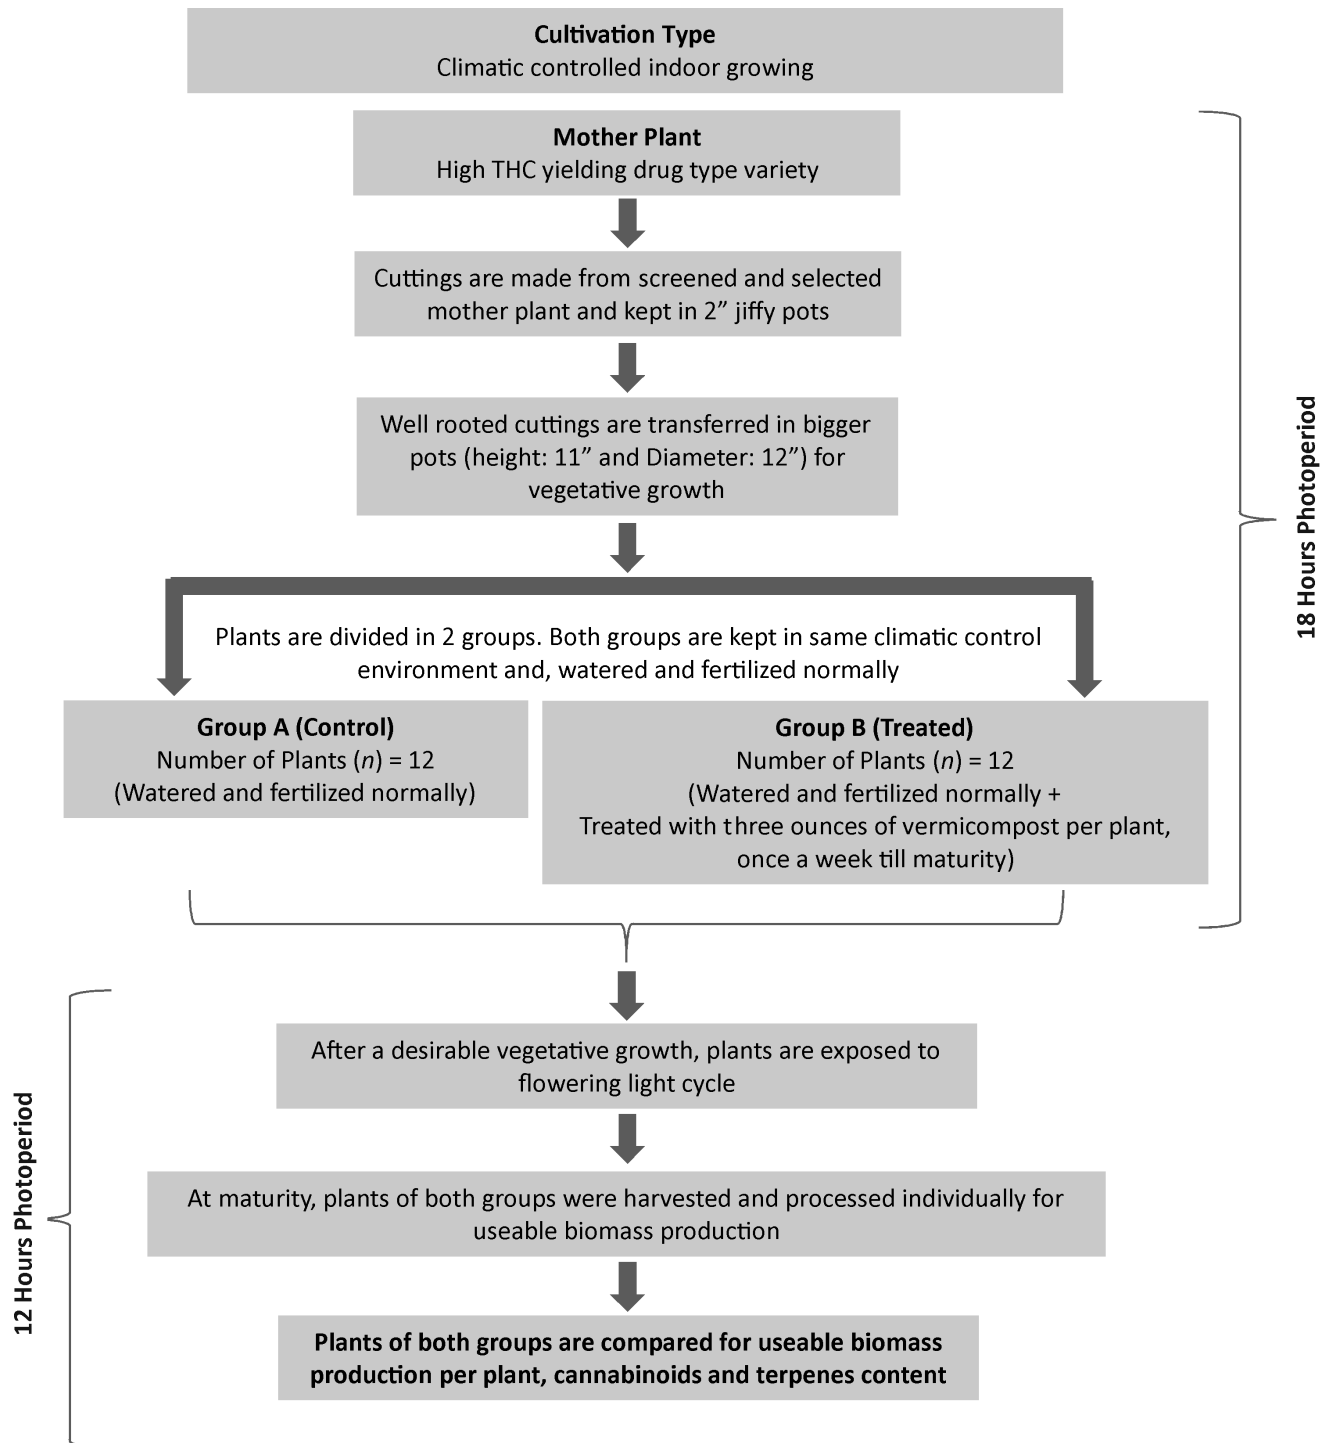 Cultivation Type
Climatic controlled indoor growing
Mother Plant
High THC yielding drug type variety
Cuttings are made from screened and selected
mother plant and kept in 2” jiffy pots
Well rooted cuttings are transferred in bigger
pots (height: 11” and Diameter: 12”) for
vegetative growth
18 Hours Photoperiod
Plants are divided in 2 groups. Both groups are kept in same climatic control
environment and, watered and fertilized normally
Group A (Control)
Number of Plants (n) = 12
(Watered and fertilized normally)
Group B (Treated)
Number of Plants (n) = 12
(Watered and fertilized normally +
Treated with three ounces of vermicompost per plant,
once a week till maturity)
After a desirable vegetative growth, plants are exposed to
flowering light cycle
12 Hours Photoperiod
At maturity, plants of both groups were harvested and processed individually for
useable biomass production
Plants of both groups are compared for useable biomass
production per plant, cannabinoids and terpenes content